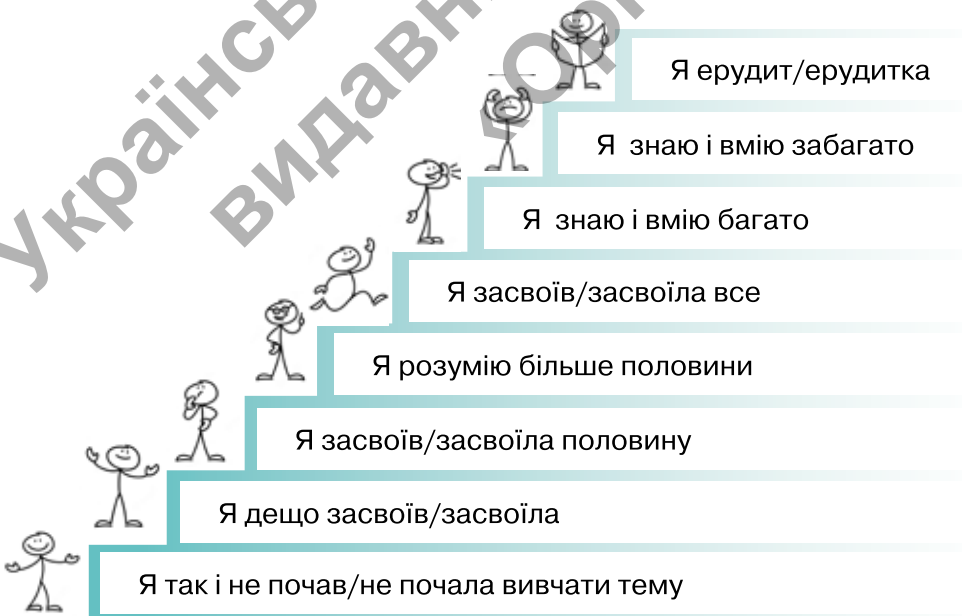 Я ерудит/ерудитка
Я знаю і вмію забагато
Я знаю і вмію багато
Я засвоїв/засвоїла все
Я розумію більше половини
Я засвоїв/засвоїла половину
Я дещо засвоїв/засвоїла
Я так і не почав/не почала вивчати тему